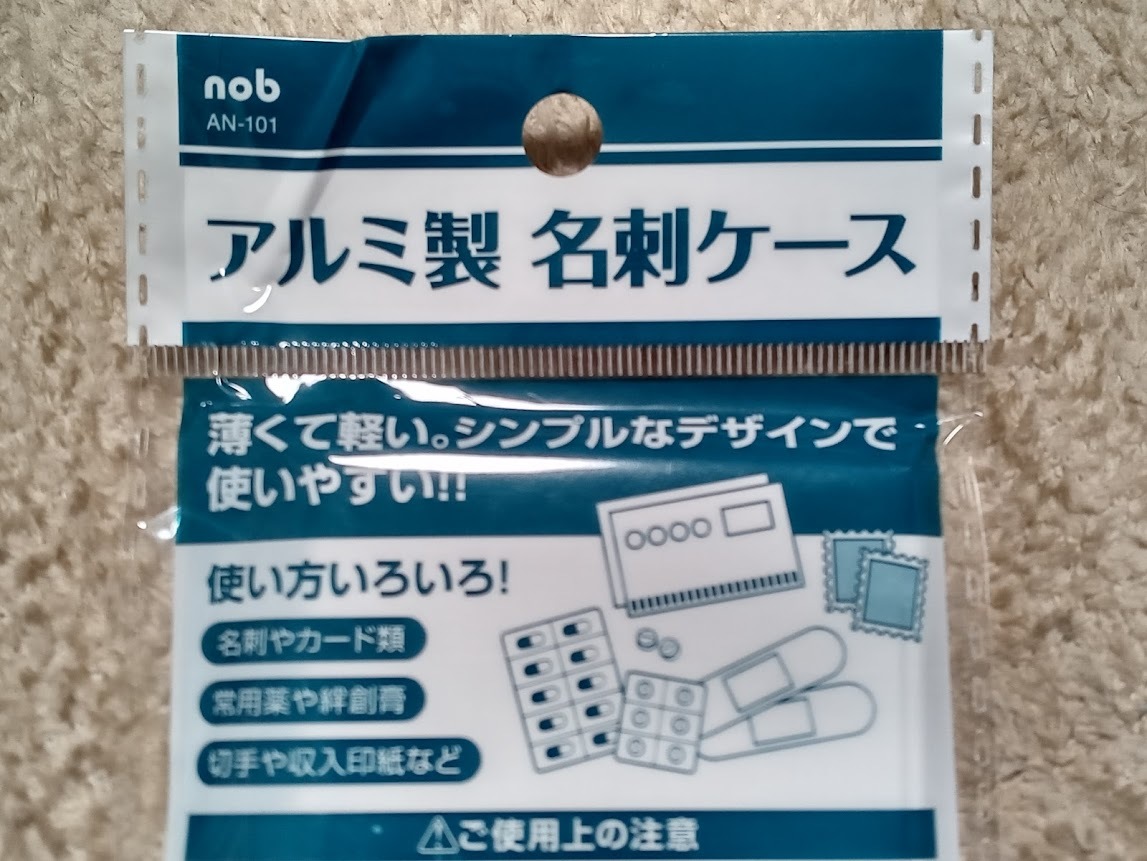 nob
AN-101
アルミ製 名刺ケース
薄くて軽い。シンプルなデザインで
使いやすい!!
使い方いろいろ!
名刺やカード類
常用薬や絆創膏
切手や収入印紙など
⚠ご使用上の注意